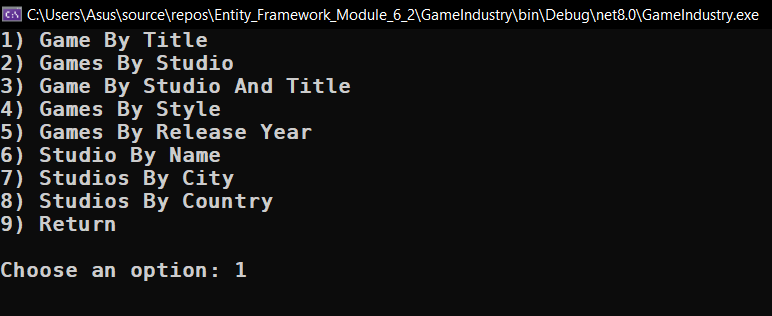 C:\Users\Asus\source\repos\Entity_Framework_Module_6_2\GameIndustry\bin\Debug\net8.0\GameIndustry.exe
1) Game By Title
2) Games By Studio
3) Game By Studio And Title
4) Games By Style
5) Games By Release Year
6) Studio By Name
7) Studios By City
8) Studios By Country
9) Return
Choose an option: 1